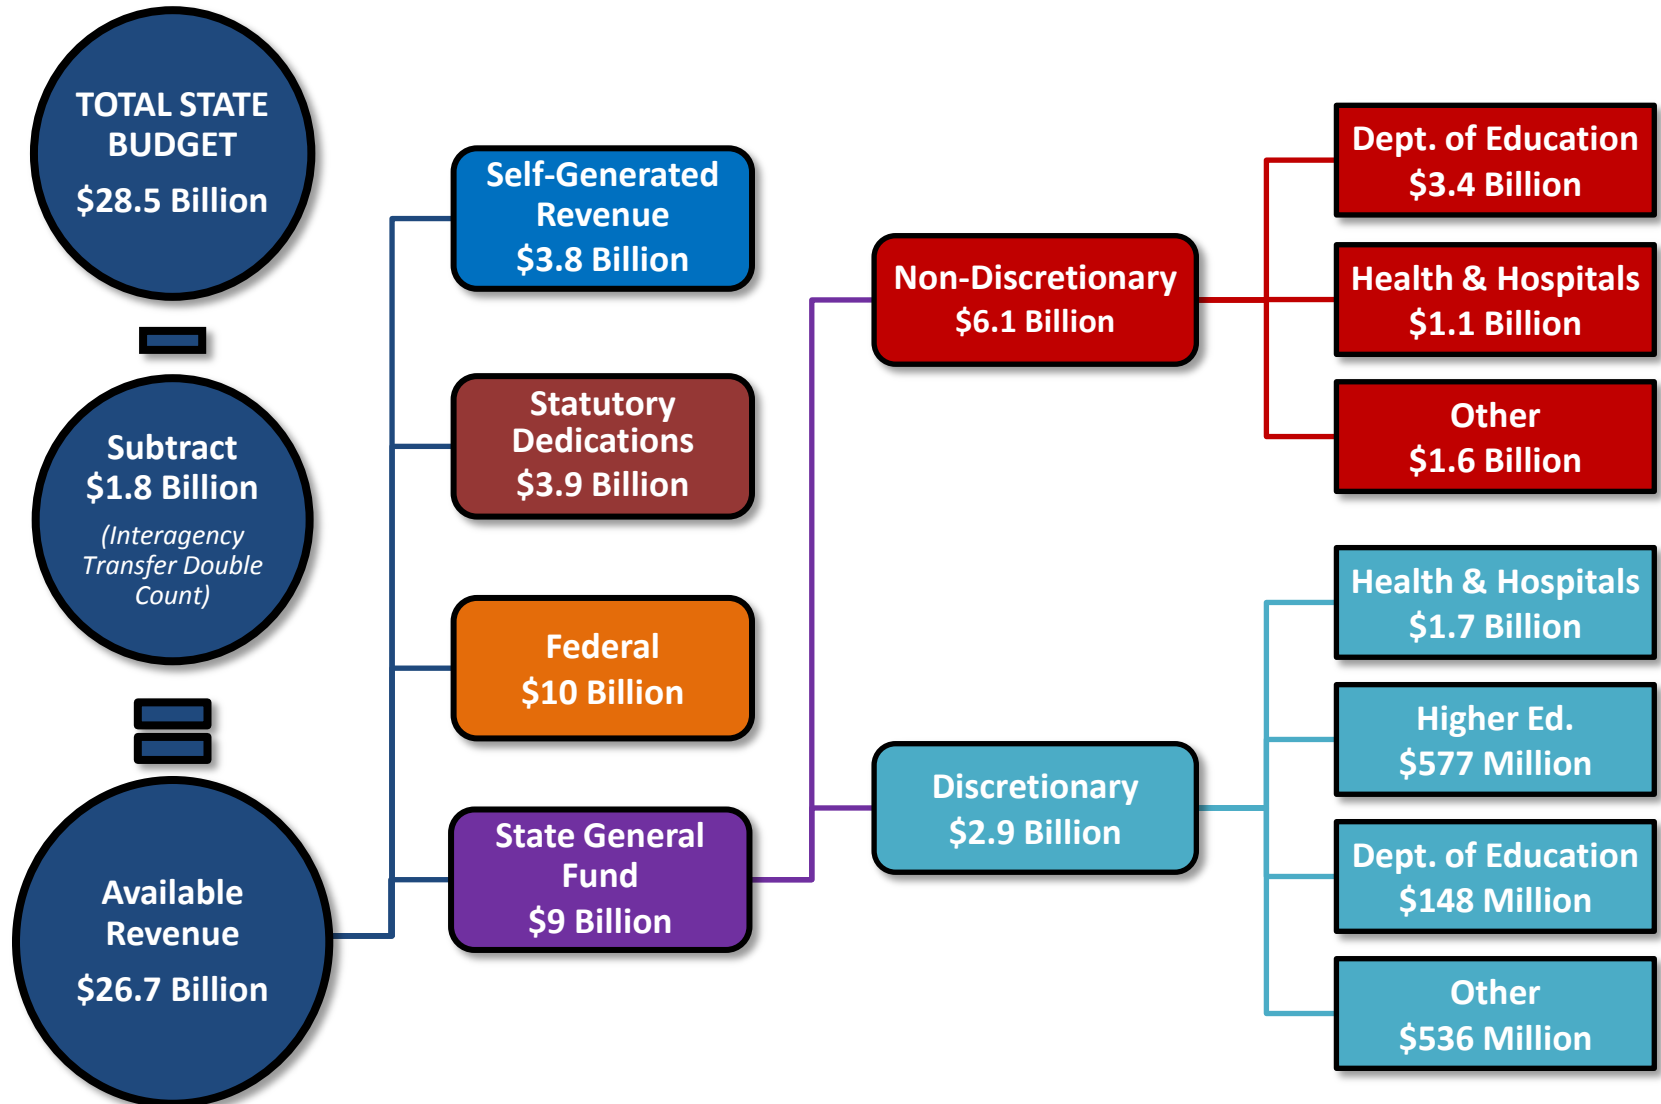 TOTAL STATE
BUDGET
$28.5 Billion
Subtract
$1.8 Billion
(Interagency
Transfer Double
Count)
Available
Revenue
$26.7 Billion
Self-Generated
Revenue
$3.8 Billion
Statutory
Dedications
$3.9 Billion
Federal
$10 Billion
State General
Fund
$9 Billion
Non-Discretionary
$6.1 Billion
Discretionary
$2.9 Billion
Dept. of Education
$3.4 Billion
Health & Hospitals
$1.1 Billion
Other
$1.6 Billion
Health & Hospitals
$1.7 Billion
Higher Ed.
$577 Million
Dept. of Education
$148 Million
Other
$536 Million